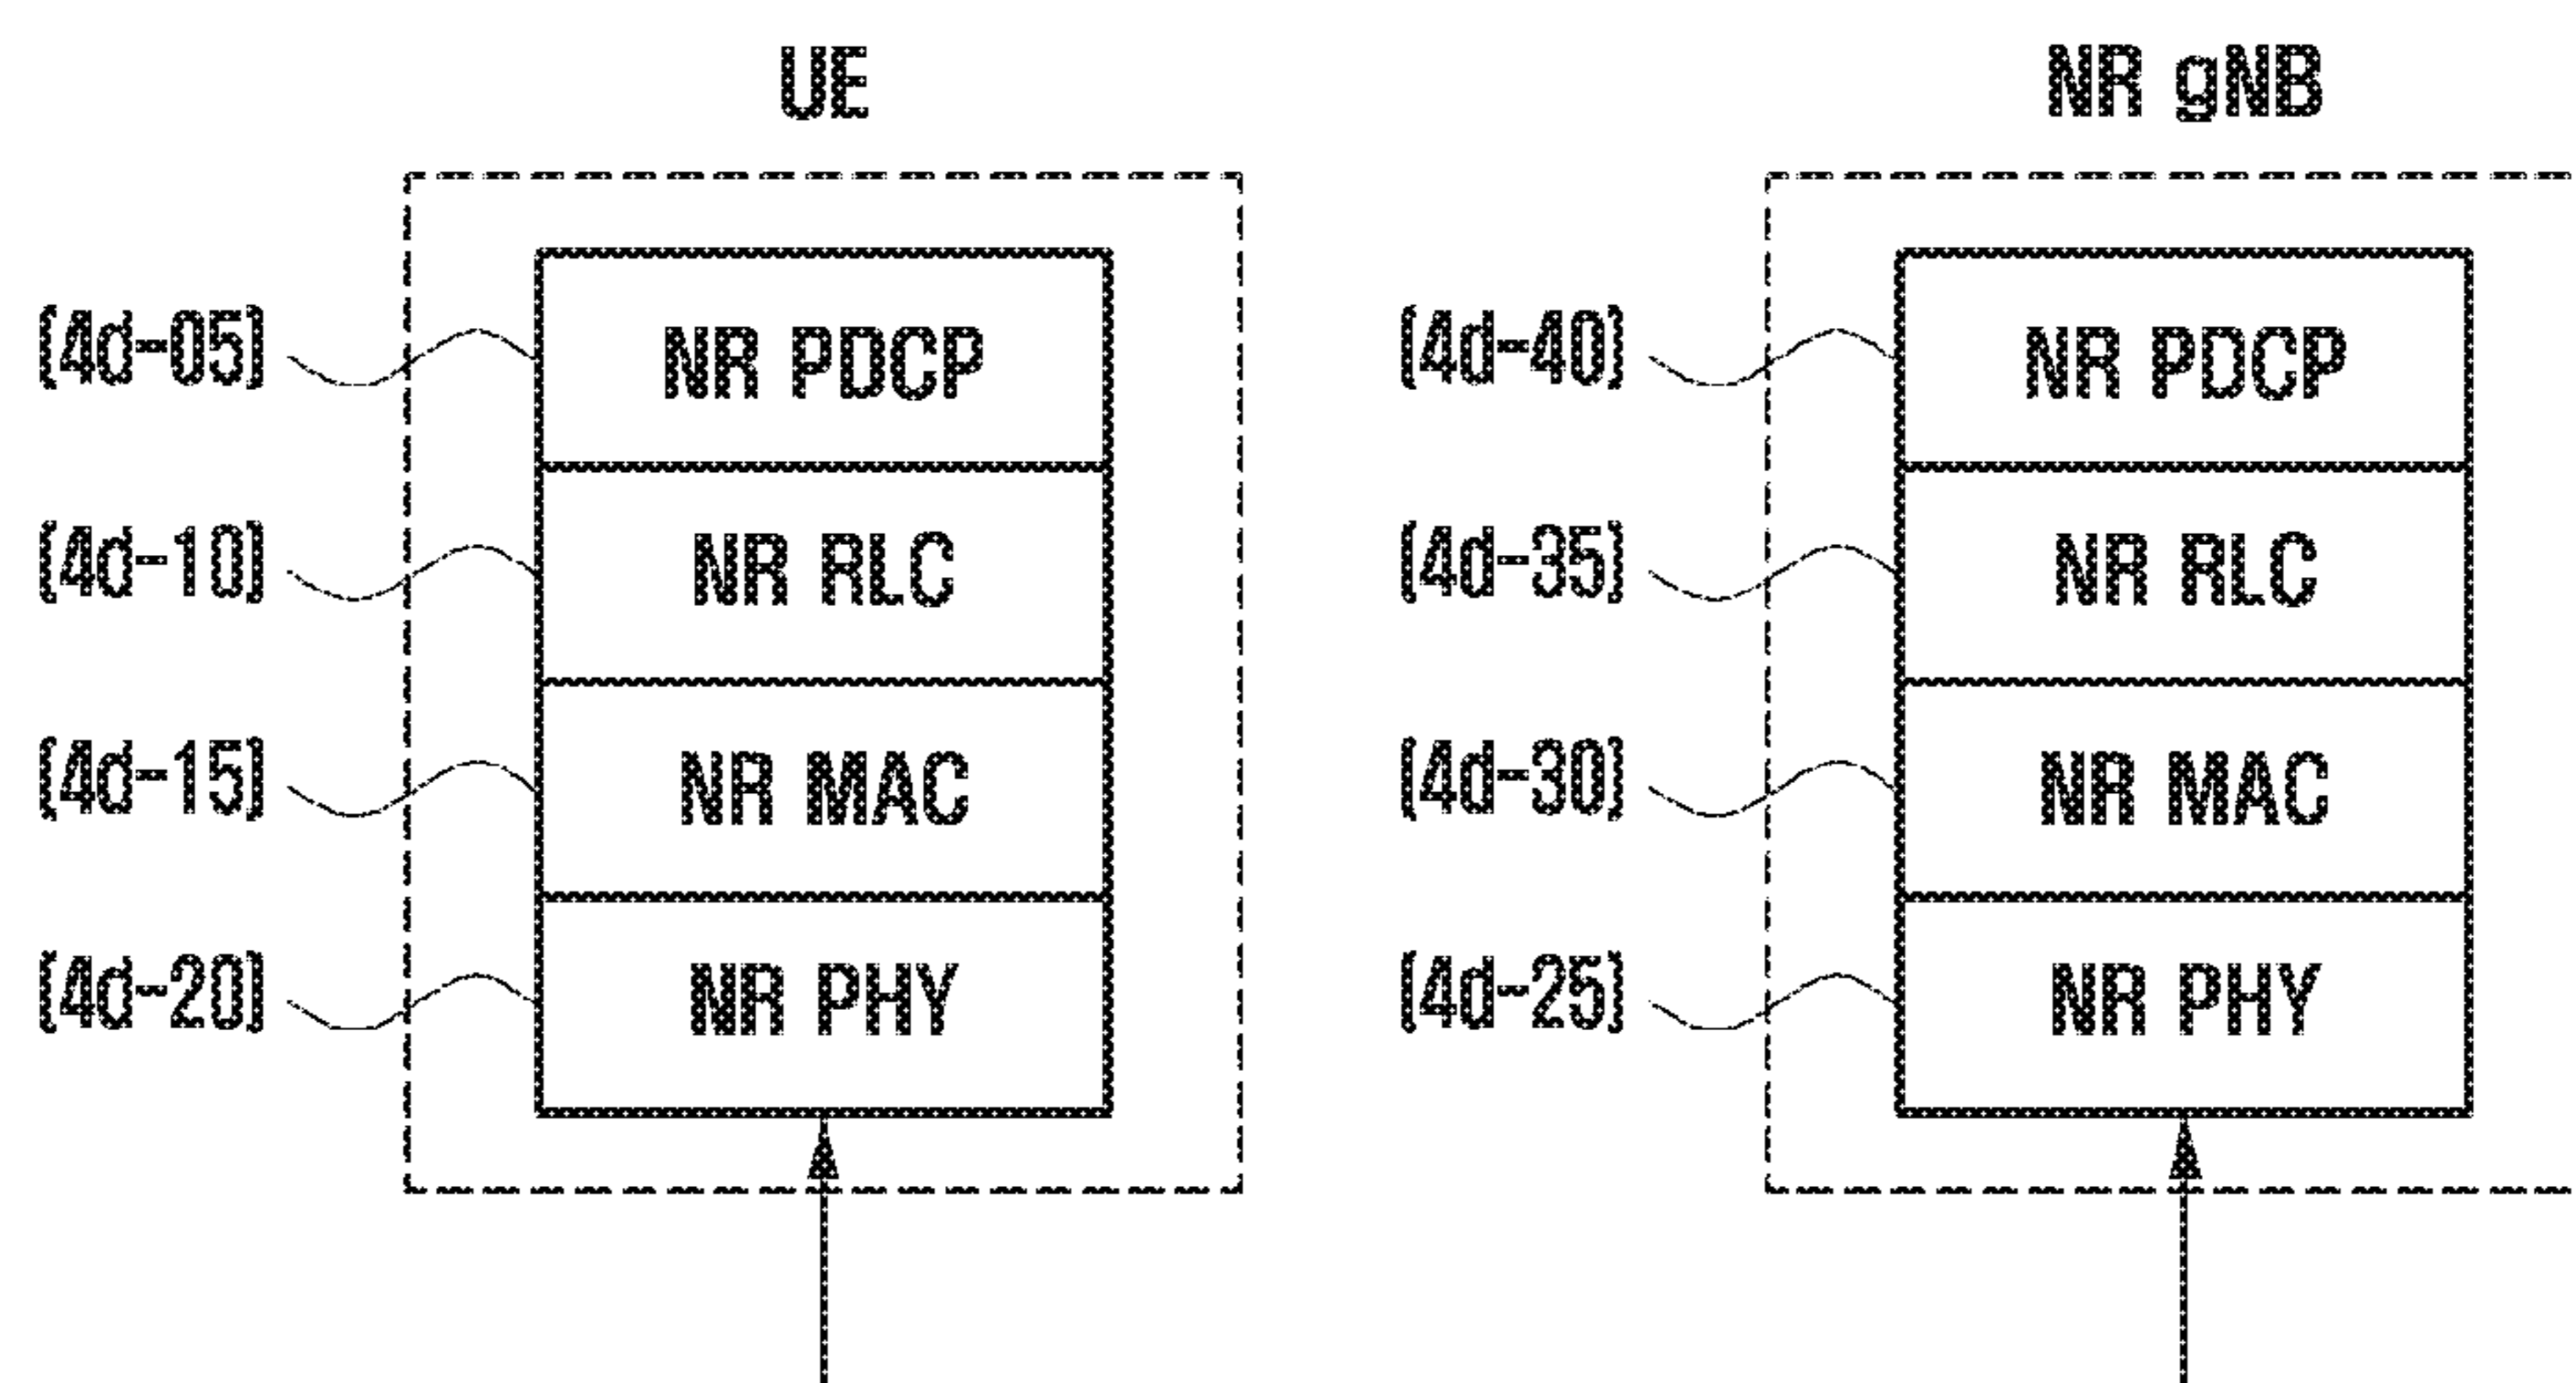 UE NR gNB
(4d-05) NR PDCP (4d-40) NR PDCP
(4d-10) NR RLC (4d-35) NR RLC
(4d-15) NR MAC (4d-30) NR MAC
(4d-20) NR PHY (4d-25) NR PHY